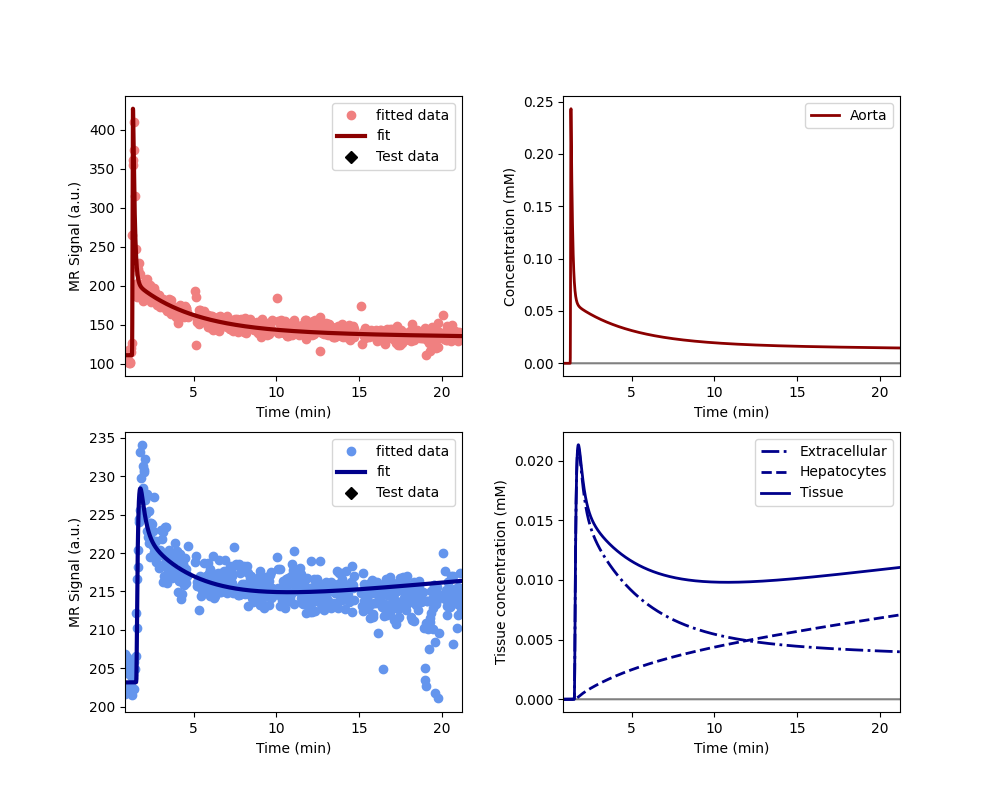 MR Signal (a.u.)
400
350
300
250
200
150
100
fitted data
fit
Test data
5
10
15
20
Time (min)
Concentration (mM)
0.25
0.20
0.15
0.10
0.05
0.00
Aorta
5
10
15
20
Time (min)
MR Signal (a.u.)
235
230
225
220
215
210
205
200
fitted data
fit
Test data
5
10
15
20
Time (min)
Tissue concentration (mM)
0.020
0.015
0.010
0.005
0.000
Extracellular
Hepatocytes
Tissue
5
10
15
20
Time (min)